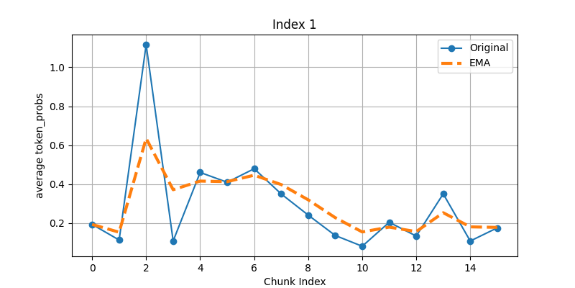 Index 1
Original
EMA
average token_probs
1.0
0.8
0.6
0.4
0.2
0 2 4 6 8 10 12 14
Chunk Index